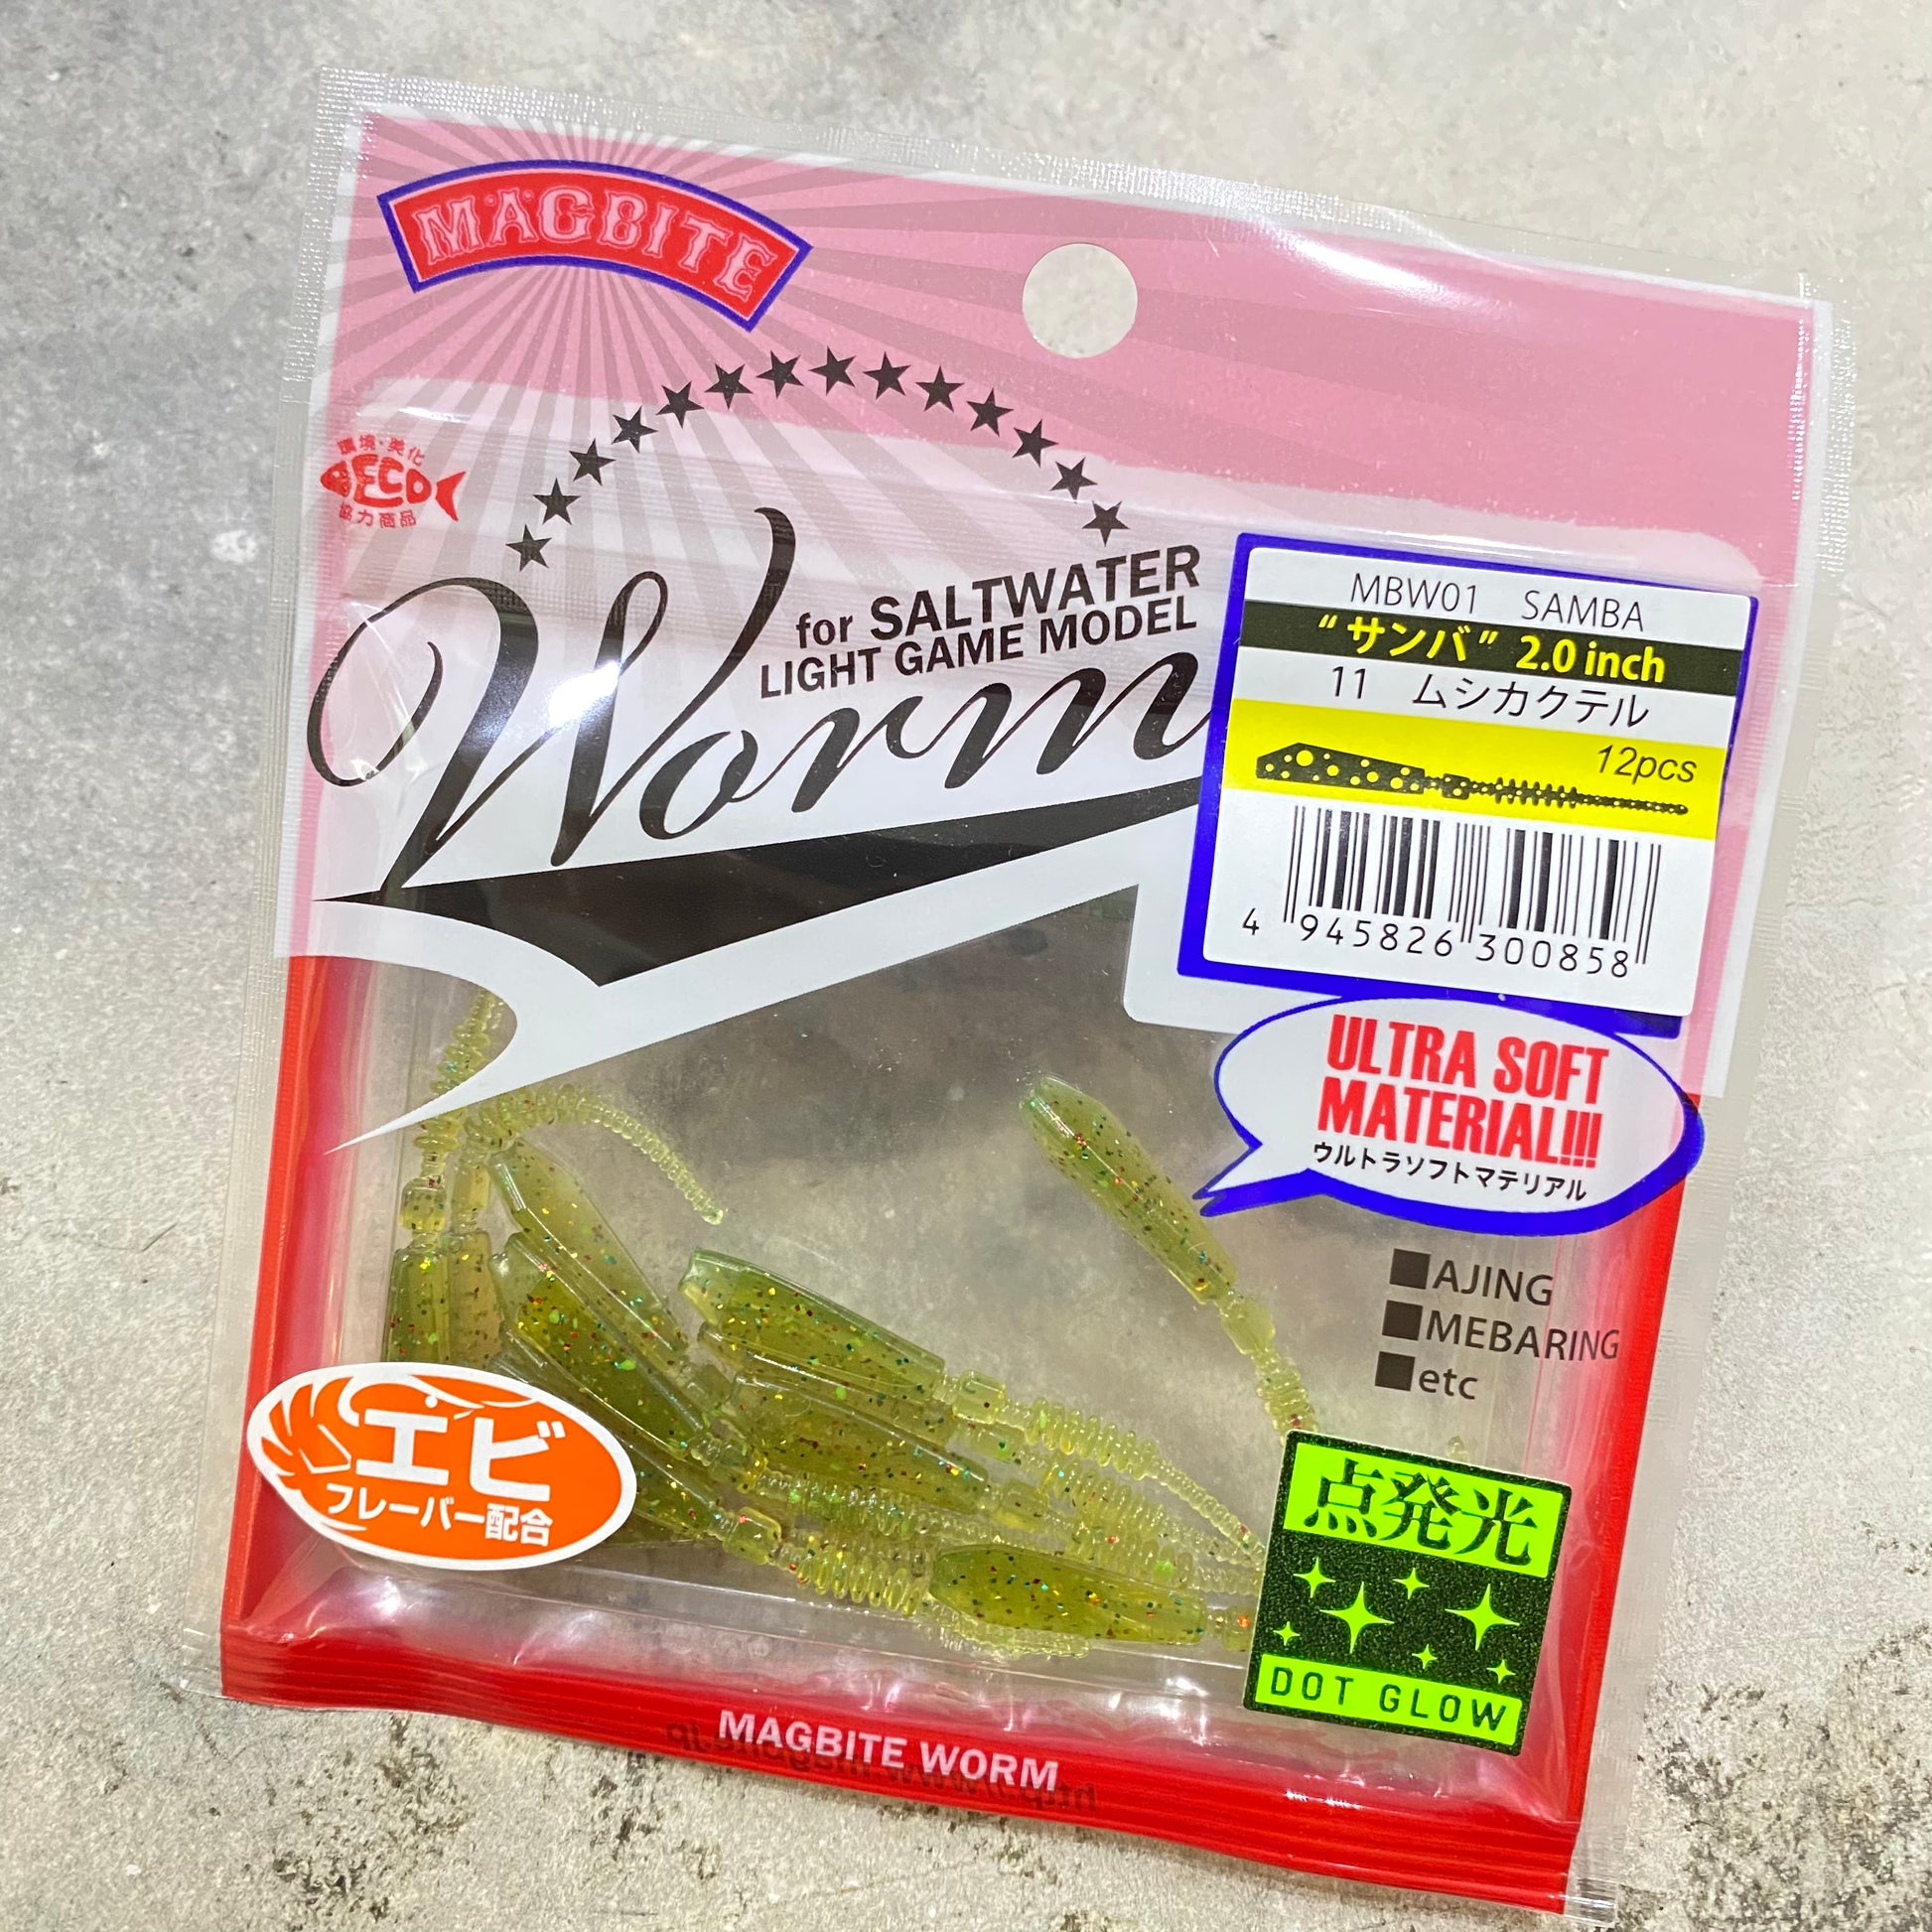 MAGBITE
環境・美化
ECO
協力商品
for SALTWATER
LIGHT GAME MODEL
Worm
MBW01 SAMBA
“サンバ” 2.0 inch
11 ムシカクテル
12pcs
4 945826 300858
ULTRA SOFT
MATERIAL!!!
ウルトラソフトマテリアル
■AJING
■MEBARING
■etc
エビ
フレーバー配合
点発光
DOT GLOW
MAGBITE WORM